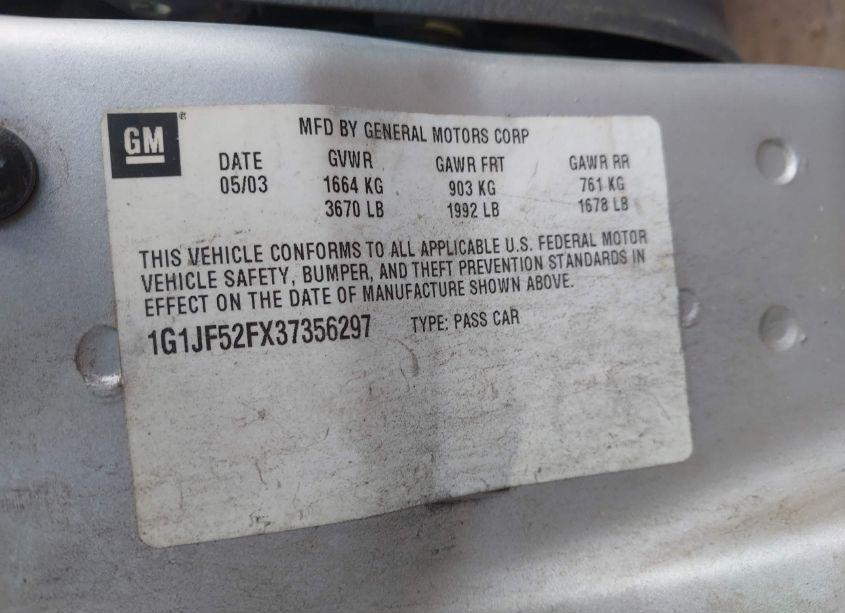 GM
MFD BY GENERAL MOTORS CORP
DATE GVWR GAWR FRT GAWR RR
05/03 1664 KG 903 KG 761 KG
3670 LB 1992 LB 1678 LB
THIS VEHICLE CONFORMS TO ALL APPLICABLE U.S. FEDERAL MOTOR
VEHICLE SAFETY, BUMPER, AND THEFT PREVENTION STANDARDS IN
EFFECT ON THE DATE OF MANUFACTURE SHOWN ABOVE.
1G1JF52FX37356297 TYPE: PASS CAR